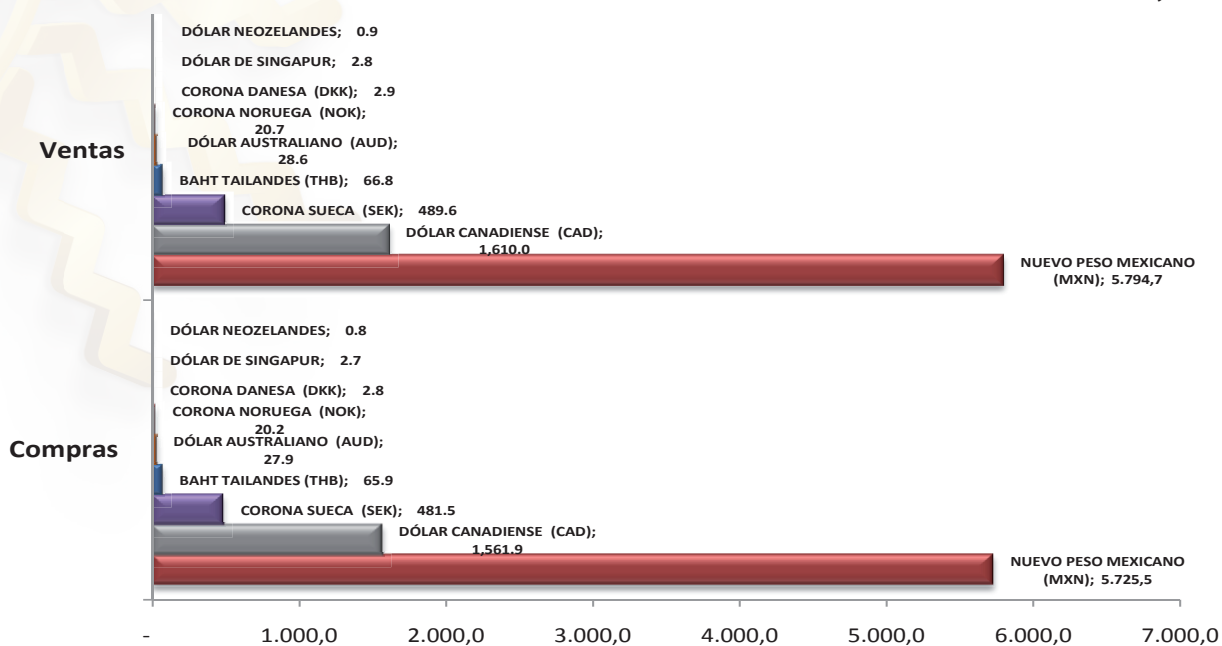 DÓLAR NEOZELANDES; 0.9
DÓLAR DE SINGAPUR; 2.8
CORONA DANESA (DKK); 2.9
CORONA NORUEGA (NOK);
20.7
DÓLAR AUSTRALIANO (AUD);
28.6
Ventas
BAHT TAILANDES (THB); 66.8
CORONA SUECA (SEK); 489.6
DÓLAR CANADIENSE (CAD);
1,610.0
NUEVO PESO MEXICANO
(MXN); 5.794,7
DÓLAR NEOZELANDES; 0.8
DÓLAR DE SINGAPUR; 2.7
CORONA DANESA (DKK); 2.8
CORONA NORUEGA (NOK);
20.2
DÓLAR AUSTRALIANO (AUD);
27.9
Compras
BAHT TAILANDES (THB); 65.9
CORONA SUECA (SEK); 481.5
DÓLAR CANADIENSE (CAD);
1,561.9
NUEVO PESO MEXICANO
(MXN); 5.725,5
- 1.000,0 2.000,0 3.000,0 4.000,0 5.000,0 6.000,0 7.000,0